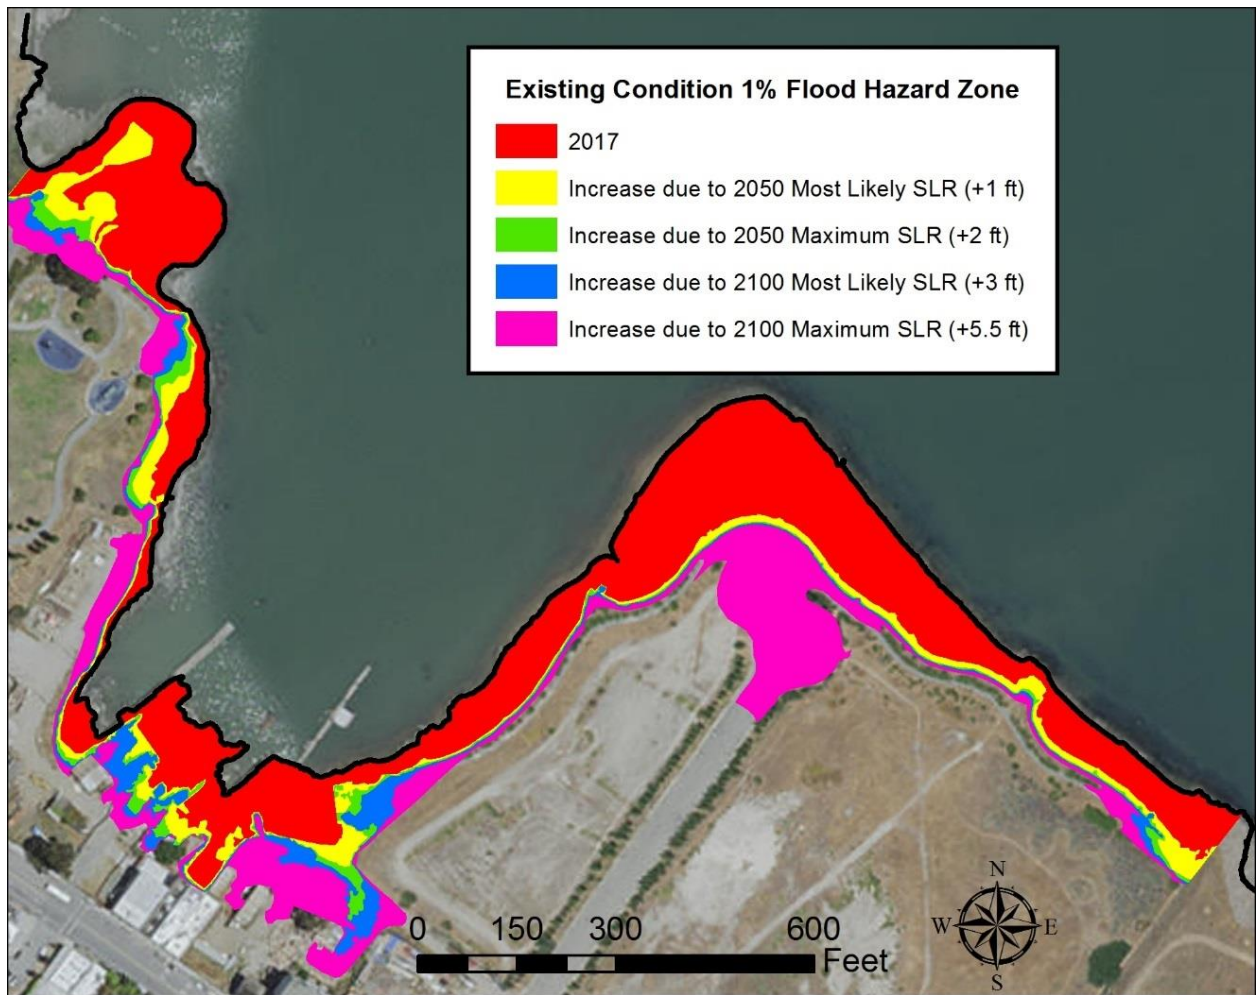 Existing Condition 1% Flood Hazard Zone
2017
Increase due to 2050 Most Likely SLR (+1 ft)
Increase due to 2050 Maximum SLR (+2 ft)
Increase due to 2100 Most Likely SLR (+3 ft)
Increase due to 2100 Maximum SLR (+5.5 ft)
N
W E
S
0 150 300 600
Feet